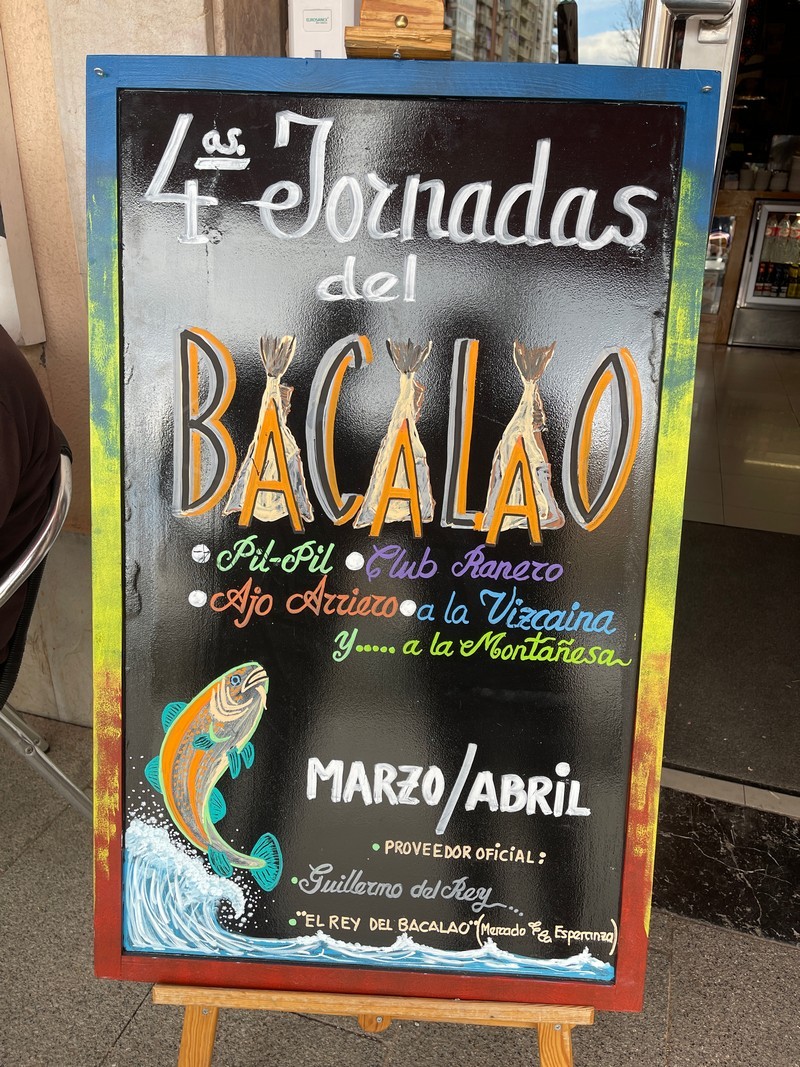 4as. Jornadas
del
BACALAO
• Pil-Pil • Club Ranero
• Ajo Arriero • a la Vizcaina
y..... a la Montañesa
MARZO/ABRIL
• PROVEEDOR OFICIAL:
• Guillermo del Rey....
• "EL REY DEL BACALAO" (Mercado La Esperanza)